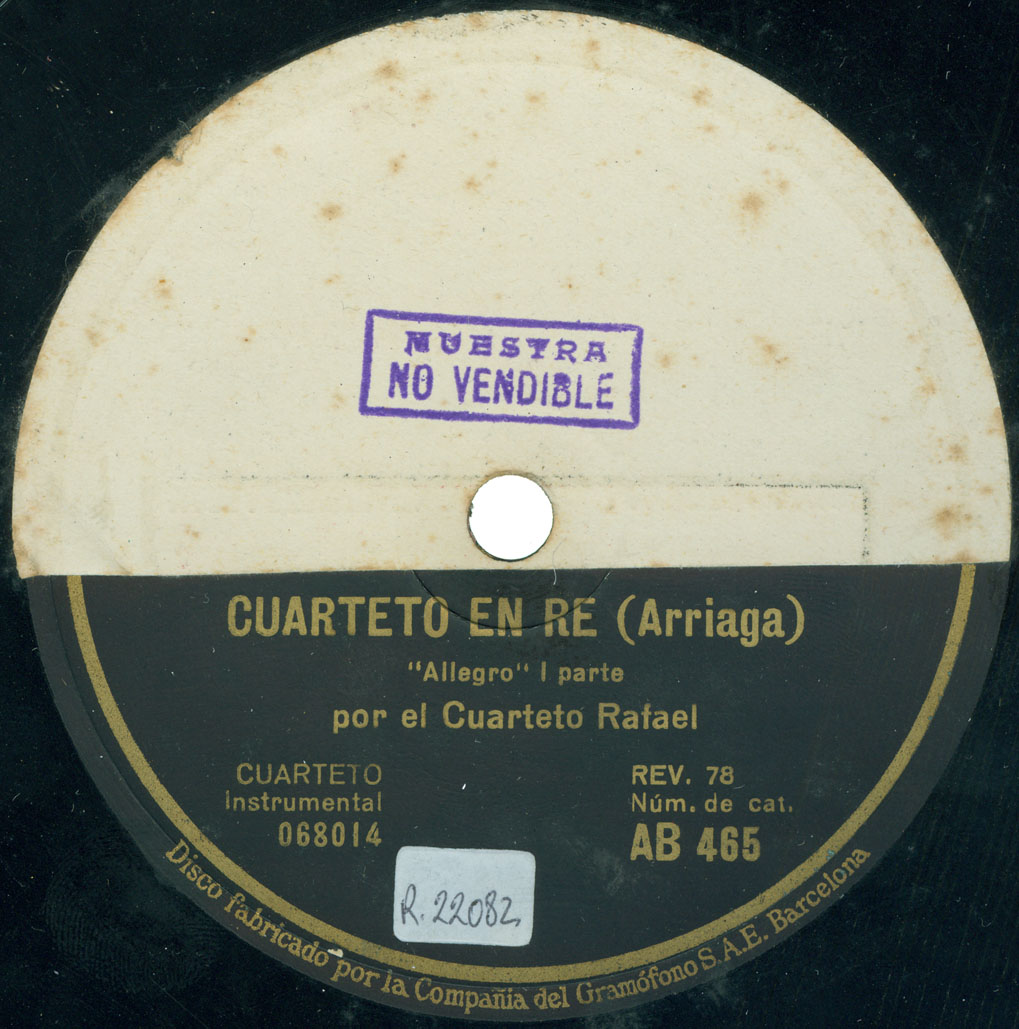 MUESTRA
NO VENDIBLE
CUARTETO EN RE (Arriaga)
"Allegro" I parte
por el Cuarteto Rafael
CUARTETO
Instrumental
068014
REV. 78
Núm. de cat.
AB 465
R. 22082
Disco fabricado por la Compañia del Gramófono S.A.E. Barcelona